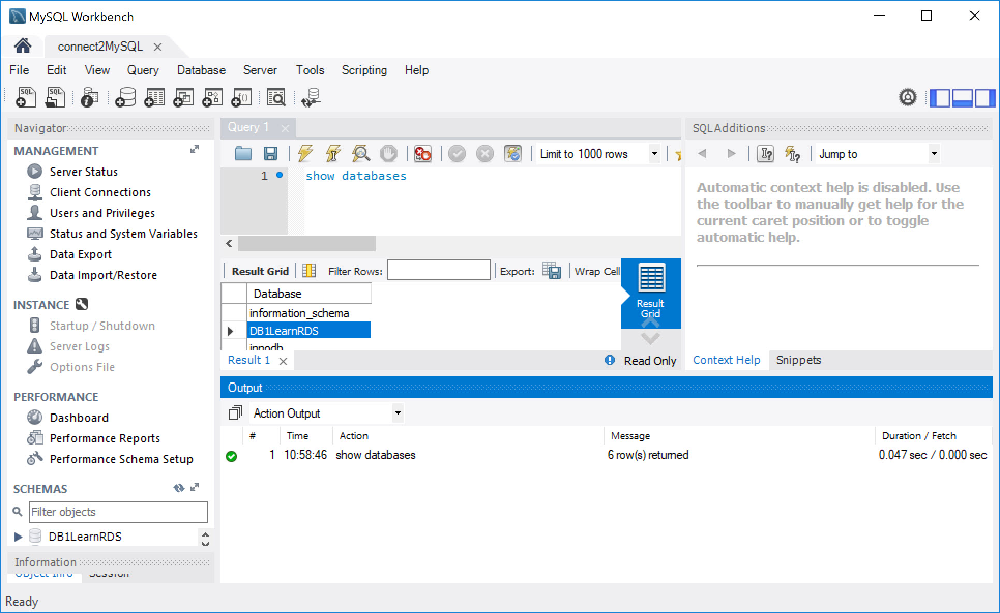 MySQL Workbench
connect2MySQL
File Edit View Query Database Server Tools Scripting Help
Navigator
MANAGEMENT
Server Status
Client Connections
Users and Privileges
Status and System Variables
Data Export
Data Import/Restore
INSTANCE
Startup / Shutdown
Server Logs
Options File
PERFORMANCE
Dashboard
Performance Reports
Performance Schema Setup
SCHEMAS
Filter objects
DB1LearnRDS
Information
Object Info Session
Query 1
Limit to 1000 rows
1 show databases
Result Grid Filter Rows: Export: Wrap Cell
Database
information_schema
DB1LearnRDS
innodb
Result
Grid
Result 1 Read Only
SQLAdditions
Jump to
Automatic context help is disabled. Use
the toolbar to manually get help for the
current caret position or to toggle
automatic help.
Context Help Snippets
Output
Action Output
# Time Action Message Duration / Fetch
1 10:58:46 show databases 6 row(s) returned 0.047 sec / 0.000 sec
Ready